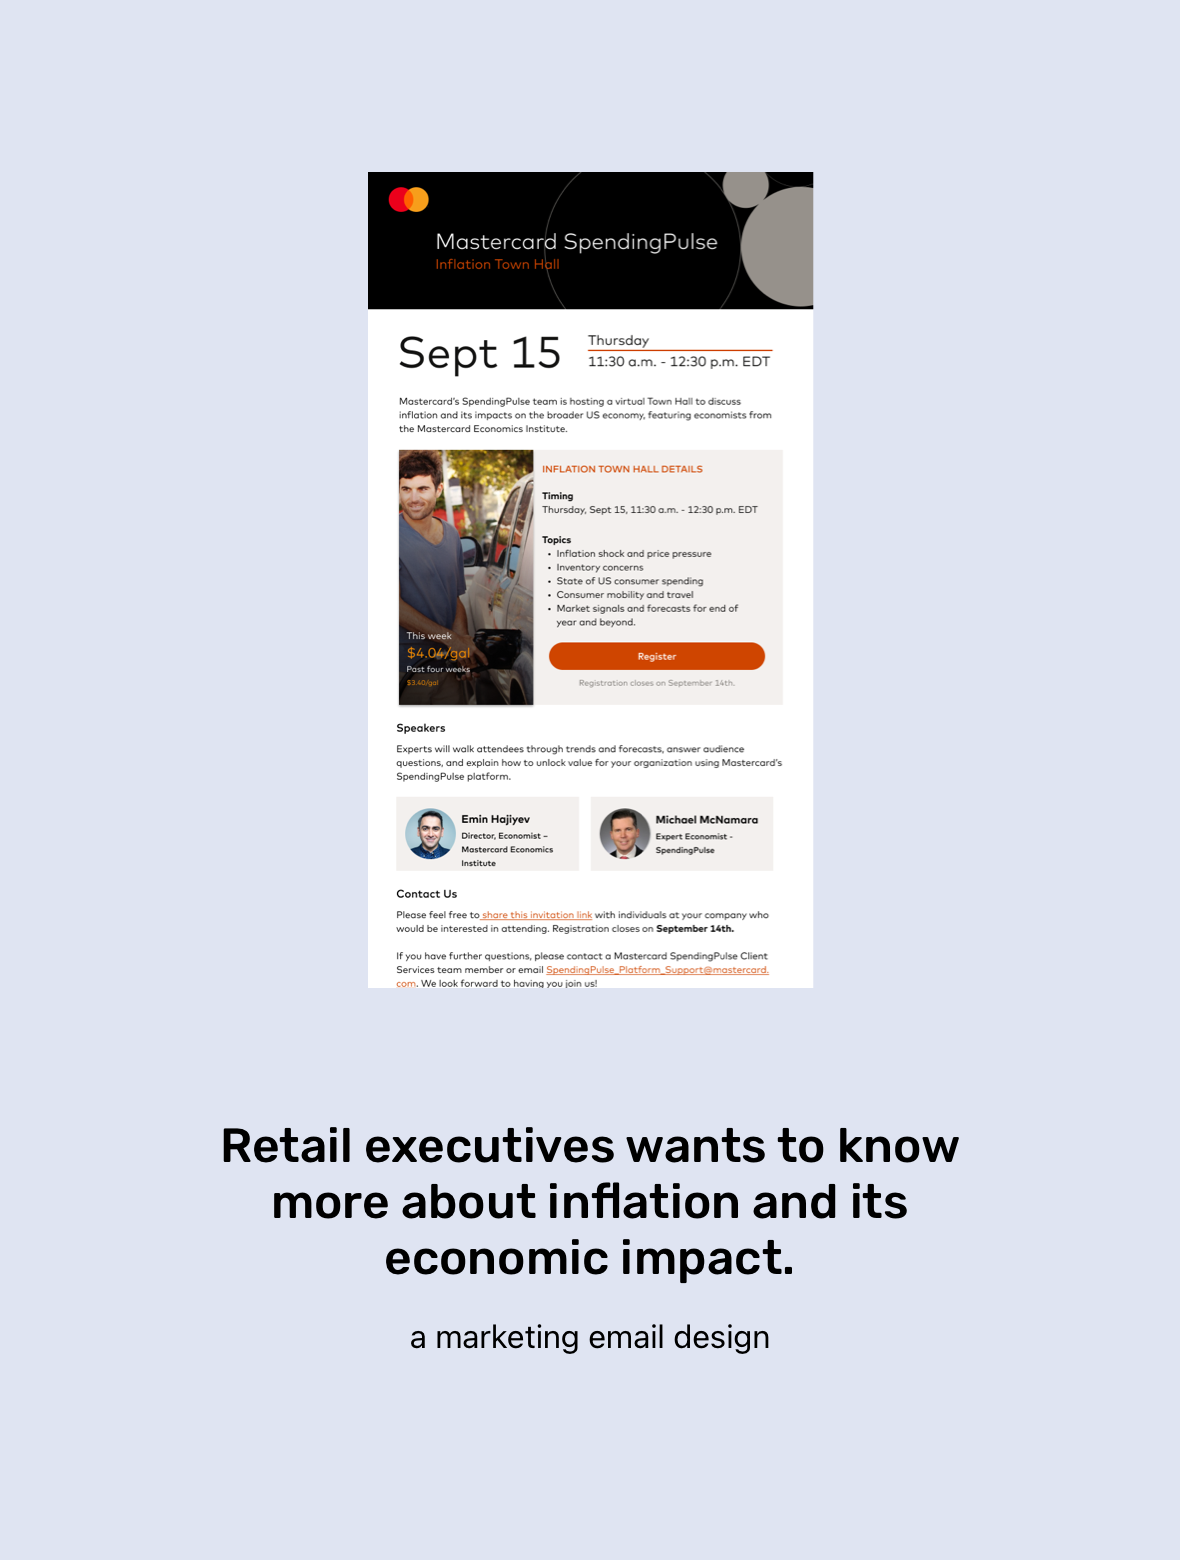 Mastercard SpendingPulse
Inflation Town Hall
Sept 15
Thursday
11:30 a.m. - 12:30 p.m. EDT
Mastercard's SpendingPulse team is hosting a virtual Town Hall to discuss
inflation and its impacts on the broader US economy, featuring economists from
the Mastercard Economics Institute.
This week
$4.04/gal
Past four weeks
$3.40/gal
INFLATION TOWN HALL DETAILS
Timing
Thursday, Sept 15, 11:30 a.m. - 12:30 p.m. EDT
Topics
• Inflation shock and price pressure
• Inventory concerns
• State of US consumer spending
• Consumer mobility and travel
• Market signals and forecasts for end of
year and beyond.
Register
Registration closes on September 14th.
Speakers
Experts will walk attendees through trends and forecasts, answer audience
questions, and explain how to unlock value for your organization using Mastercard's
SpendingPulse platform.
Emin Hajiyev
Director, Economist –
Mastercard Economics
Institute
Michael McNamara
Expert Economist -
SpendingPulse
Contact Us
Please feel free to share this invitation link with individuals at your company who
would be interested in attending. Registration closes on September 14th.
If you have further questions, please contact a Mastercard SpendingPulse Client
Services team member or email SpendingPulse_Platform_Support@mastercard.
com. We look forward to having you join us!
Retail executives wants to know
more about inflation and its
economic impact.
a marketing email design